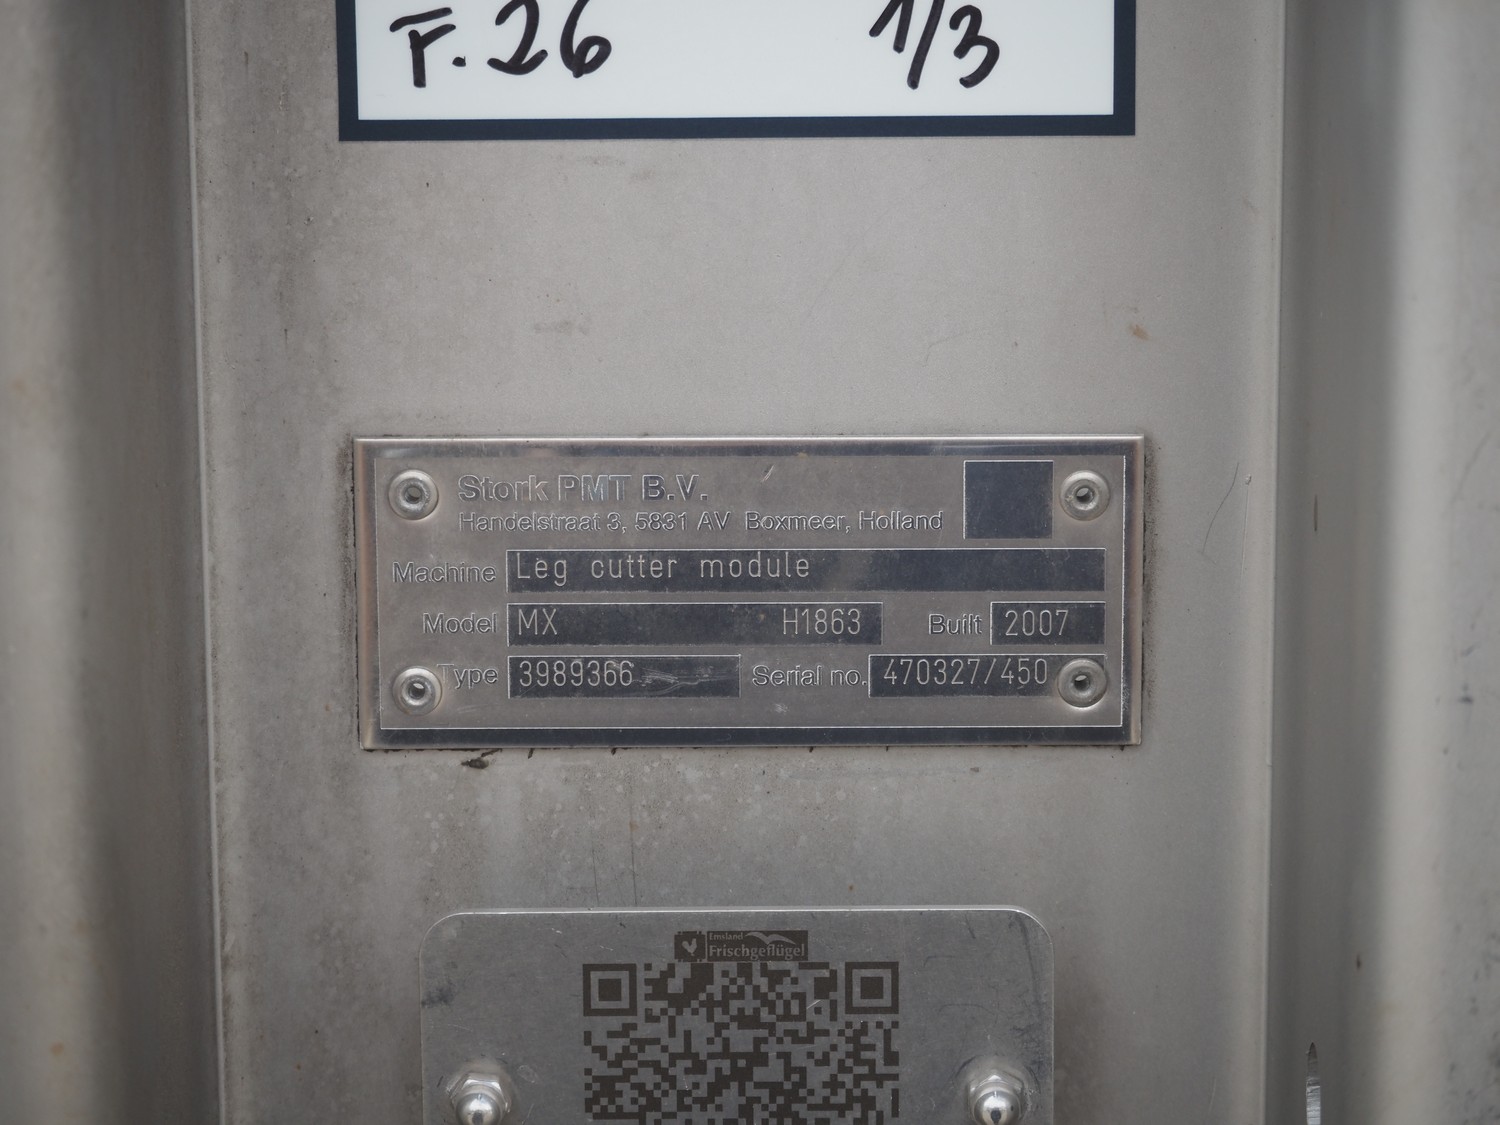 F. 26 1/3
Stork PMT B.V.
Handelstraat 3, 5831 AV Boxmeer, Holland
Machine Leg cutter module
Model MX H1863 Built 2007
Type 3989366 Serial no. 470327/450
Emsland
Frischgeflügel